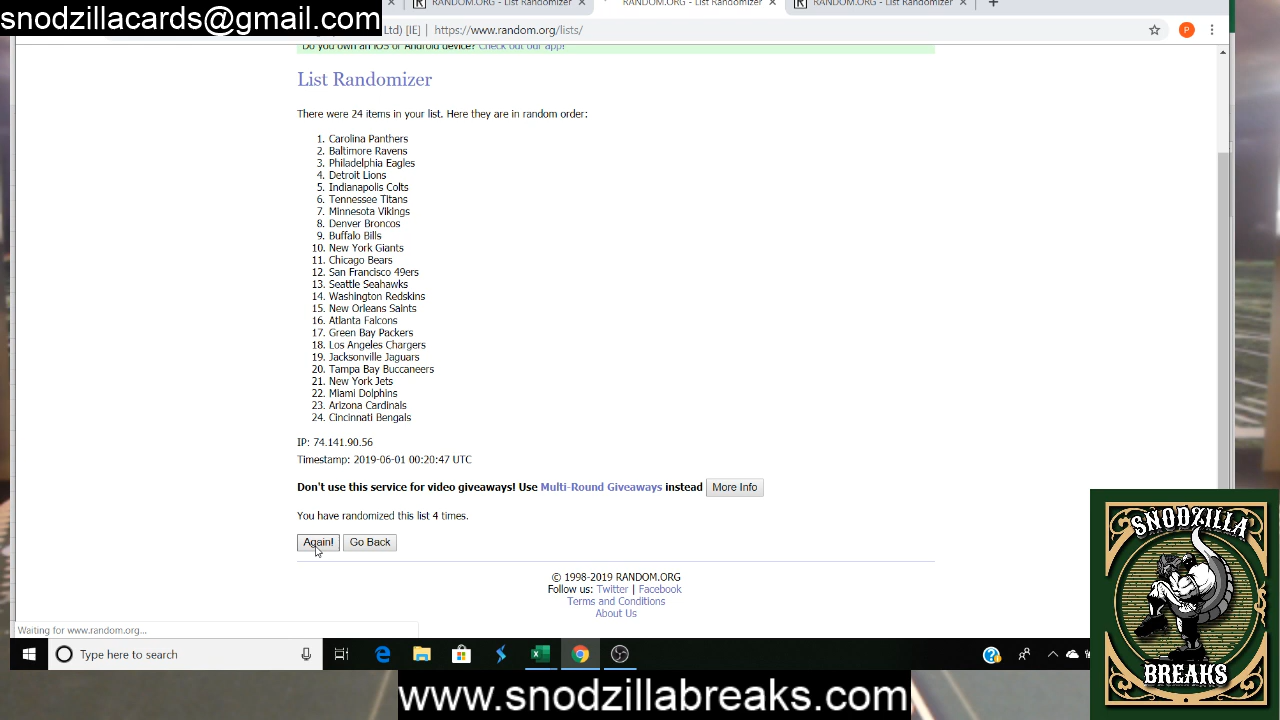 snodzillacards@gmail.com
RANDOM.ORG - List Randomizer
RANDOM.ORG - List Randomizer
RANDOM.ORG - List Randomizer
Ltd) [IE] | https://www.random.org/lists/
P
Do you own an iOS or Android device? Check out our app!
List Randomizer
There were 24 items in your list. Here they are in random order:
1. Carolina Panthers
2. Baltimore Ravens
3. Philadelphia Eagles
4. Detroit Lions
5. Indianapolis Colts
6. Tennessee Titans
7. Minnesota Vikings
8. Denver Broncos
9. Buffalo Bills
10. New York Giants
11. Chicago Bears
12. San Francisco 49ers
13. Seattle Seahawks
14. Washington Redskins
15. New Orleans Saints
16. Atlanta Falcons
17. Green Bay Packers
18. Los Angeles Chargers
19. Jacksonville Jaguars
20. Tampa Bay Buccaneers
21. New York Jets
22. Miami Dolphins
23. Arizona Cardinals
24. Cincinnati Bengals
IP: 74.141.90.56
Timestamp: 2019-06-01 00:20:47 UTC
Don't use this service for video giveaways! Use Multi-Round Giveaways instead More Info
You have randomized this list 4 times.
Again! Go Back
© 1998-2019 RANDOM.ORG
Follow us: Twitter | Facebook
Terms and Conditions
About Us
Waiting for www.random.org...
Type here to search
SNODZILLA
BREAKS
www.snodzillabreaks.com